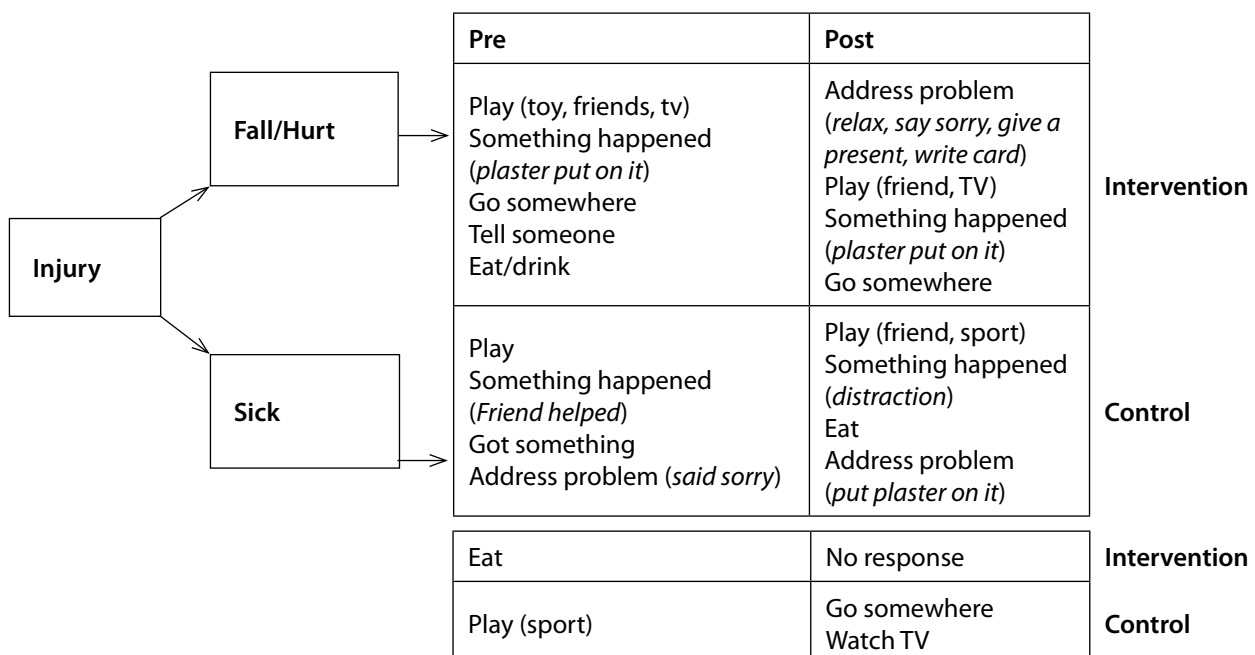 Pre
Post
Injury
Fall/Hurt
Play (toy, friends, tv)
Something happened
(plaster put on it)
Go somewhere
Tell someone
Eat/drink
Address problem
(relax, say sorry, give a
present, write card)
Play (friend, TV)
Something happened
(plaster put on it)
Go somewhere
Intervention
Sick
Play
Something happened
(Friend helped)
Got something
Address problem (said sorry)
Play (friend, sport)
Something happened
(distraction)
Eat
Address problem
(put plaster on it)
Control
Eat
No response
Intervention
Play (sport)
Go somewhere
Watch TV
Control